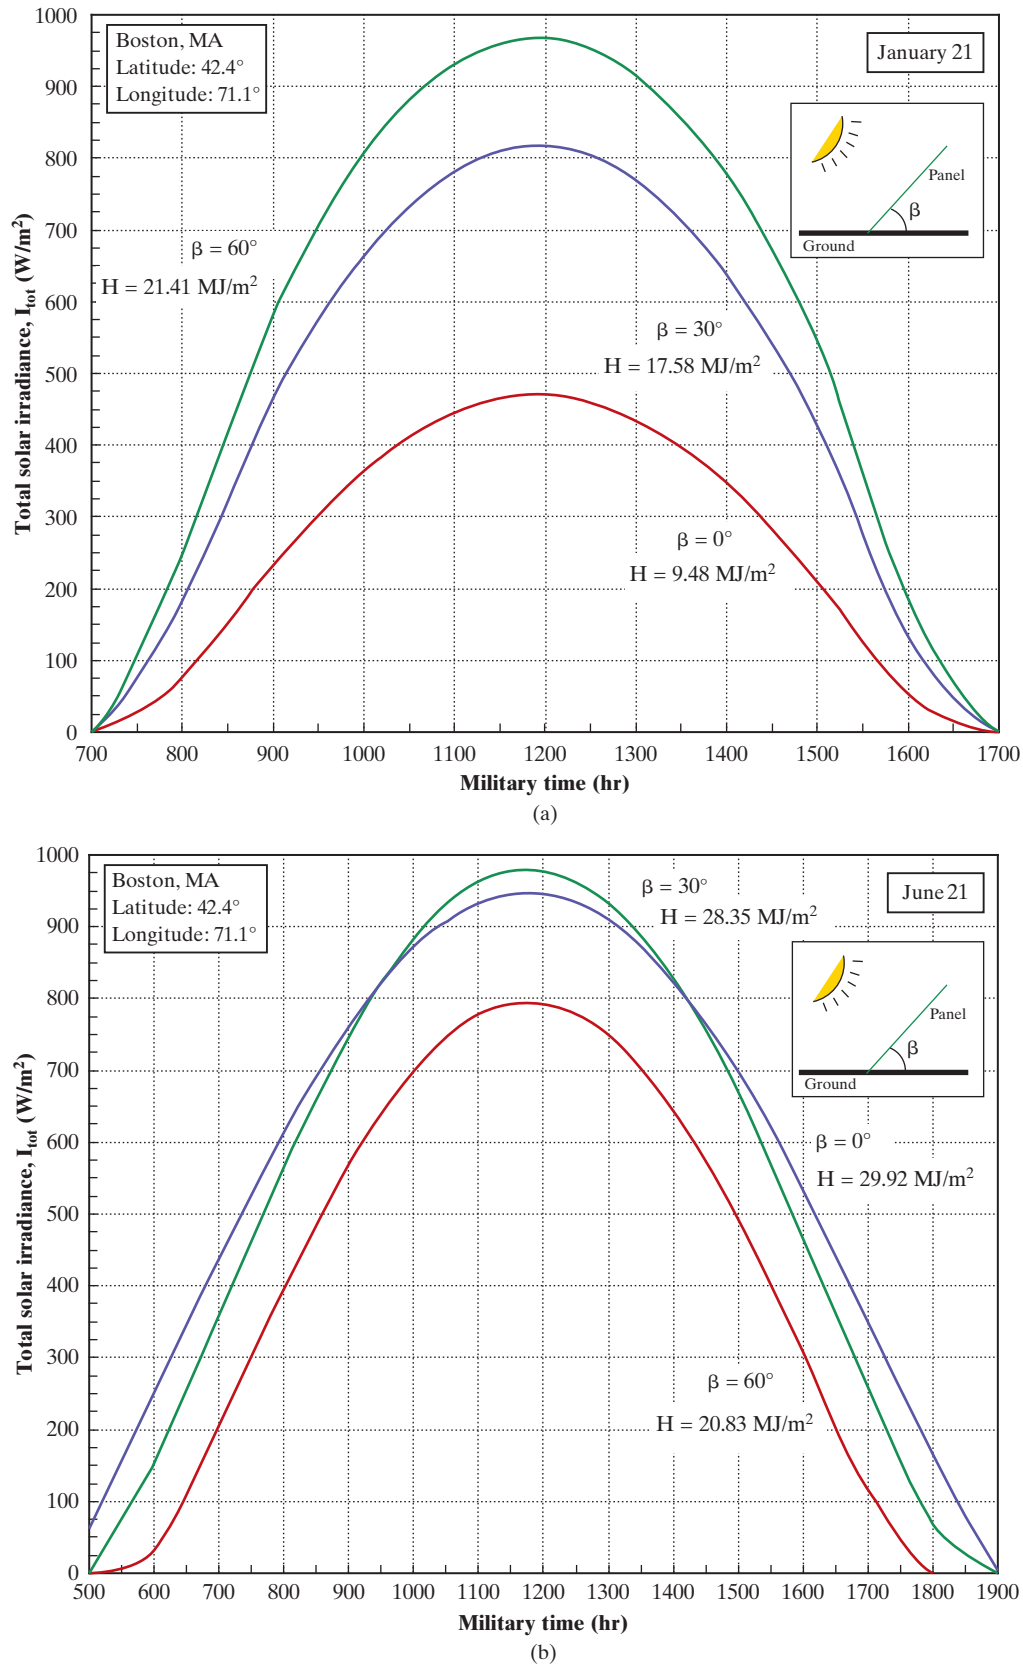 1000
900
800
700
600
500
400
300
200
100
0
Total solar irradiance, I_tot (W/m²)
Boston, MA
Latitude: 42.4°
Longitude: 71.1°
January 21
Panel
β
Ground
β = 60°
H = 21.41 MJ/m²
β = 30°
H = 17.58 MJ/m²
β = 0°
H = 9.48 MJ/m²
700 800 900 1000 1100 1200 1300 1400 1500 1600 1700
Military time (hr)
(a)
1000
900
800
700
600
500
400
300
200
100
0
Total solar irradiance, I_tot (W/m²)
Boston, MA
Latitude: 42.4°
Longitude: 71.1°
β = 30°
H = 28.35 MJ/m²
June 21
Panel
β
Ground
β = 0°
H = 29.92 MJ/m²
β = 60°
H = 20.83 MJ/m²
500 600 700 800 900 1000 1100 1200 1300 1400 1500 1600 1700 1800 1900
Military time (hr)
(b)